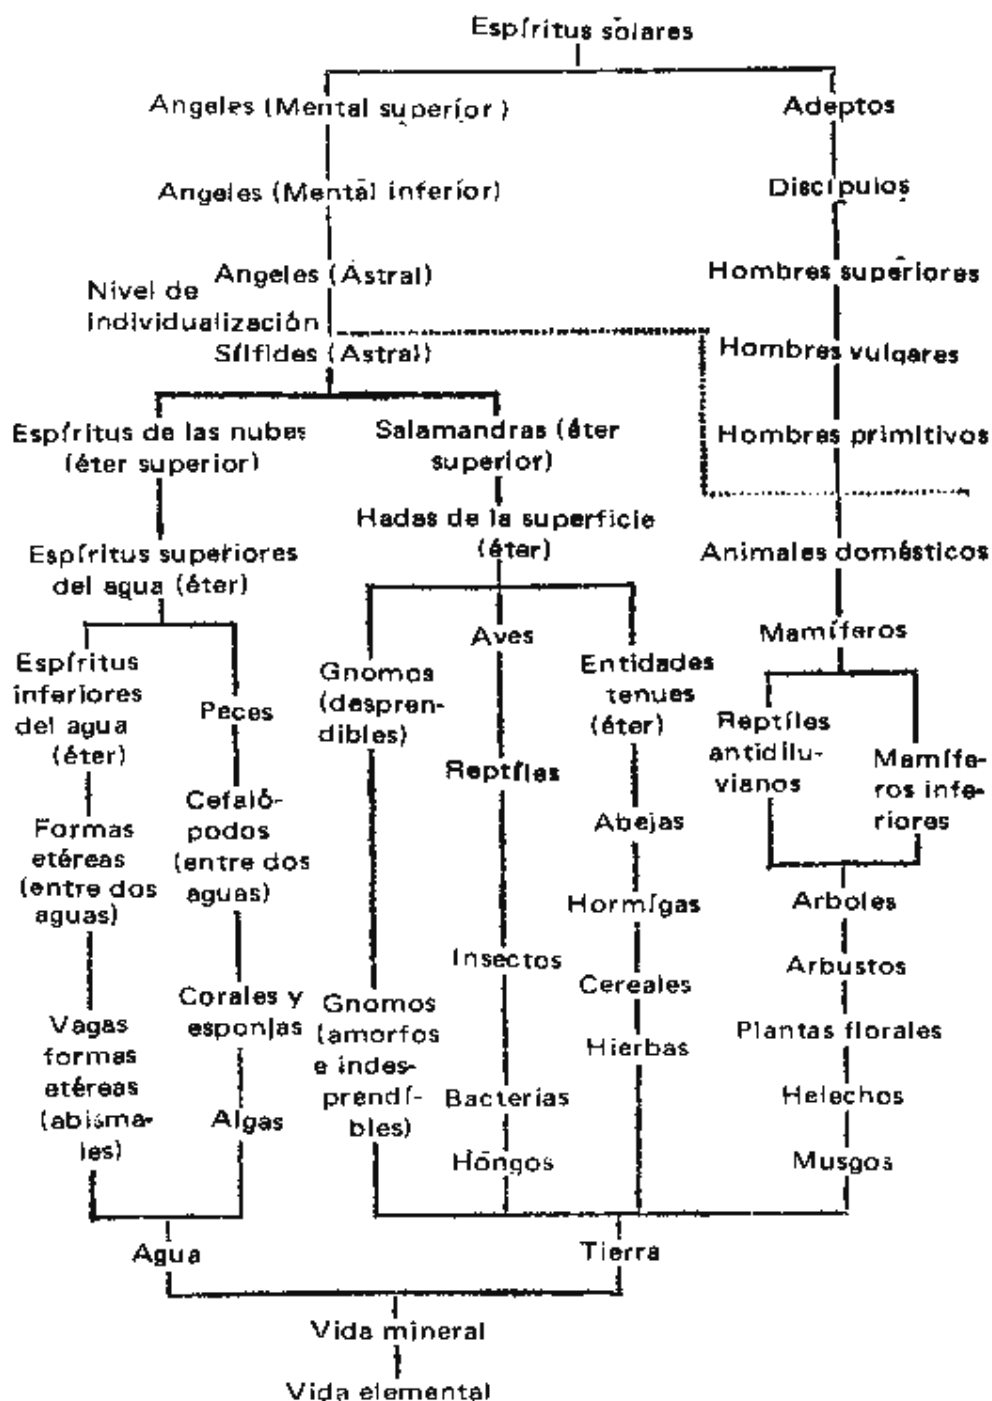 Espíritus solares
Angeles (Mental superior)
Adeptos
Angeles (Mental inferior)
Discípulos
Angeles (Astral)
Hombres superiores
Nivel de
individualización
Sílfides (Astral)
Hombres vulgares
Espíritus de las nubes
(éter superior)
Salamandras (éter
superior)
Hombres primitivos
Hadas de la superficie
(éter)
Espíritus superiores
del agua (éter)
Animales domésticos
Espíritus
inferiores
del agua
(éter)
Peces
Gnomos
(despren-
dibles)
Aves
Entidades
tenues
(éter)
Mamíferos
Reptíles
antidilu-
vianos
Mamífe-
ros infe-
riores
Formas
etéreas
(entre dos
aguas)
Cefaló-
podos
(entre dos
aguas)
Reptíles
Abejas
Hormígas
Arboles
Insectos
Cereales
Arbustos
Vagas
formas
etéreas
(abisma-
les)
Corales y
esponjas
Algas
Gnomos
(amorfos
e indes-
prendí-
bles)
Bacterias
Hongos
Hierbas
Plantas florales
Helechos
Musgos
Agua
Tierra
Vida mineral
Vida elemental